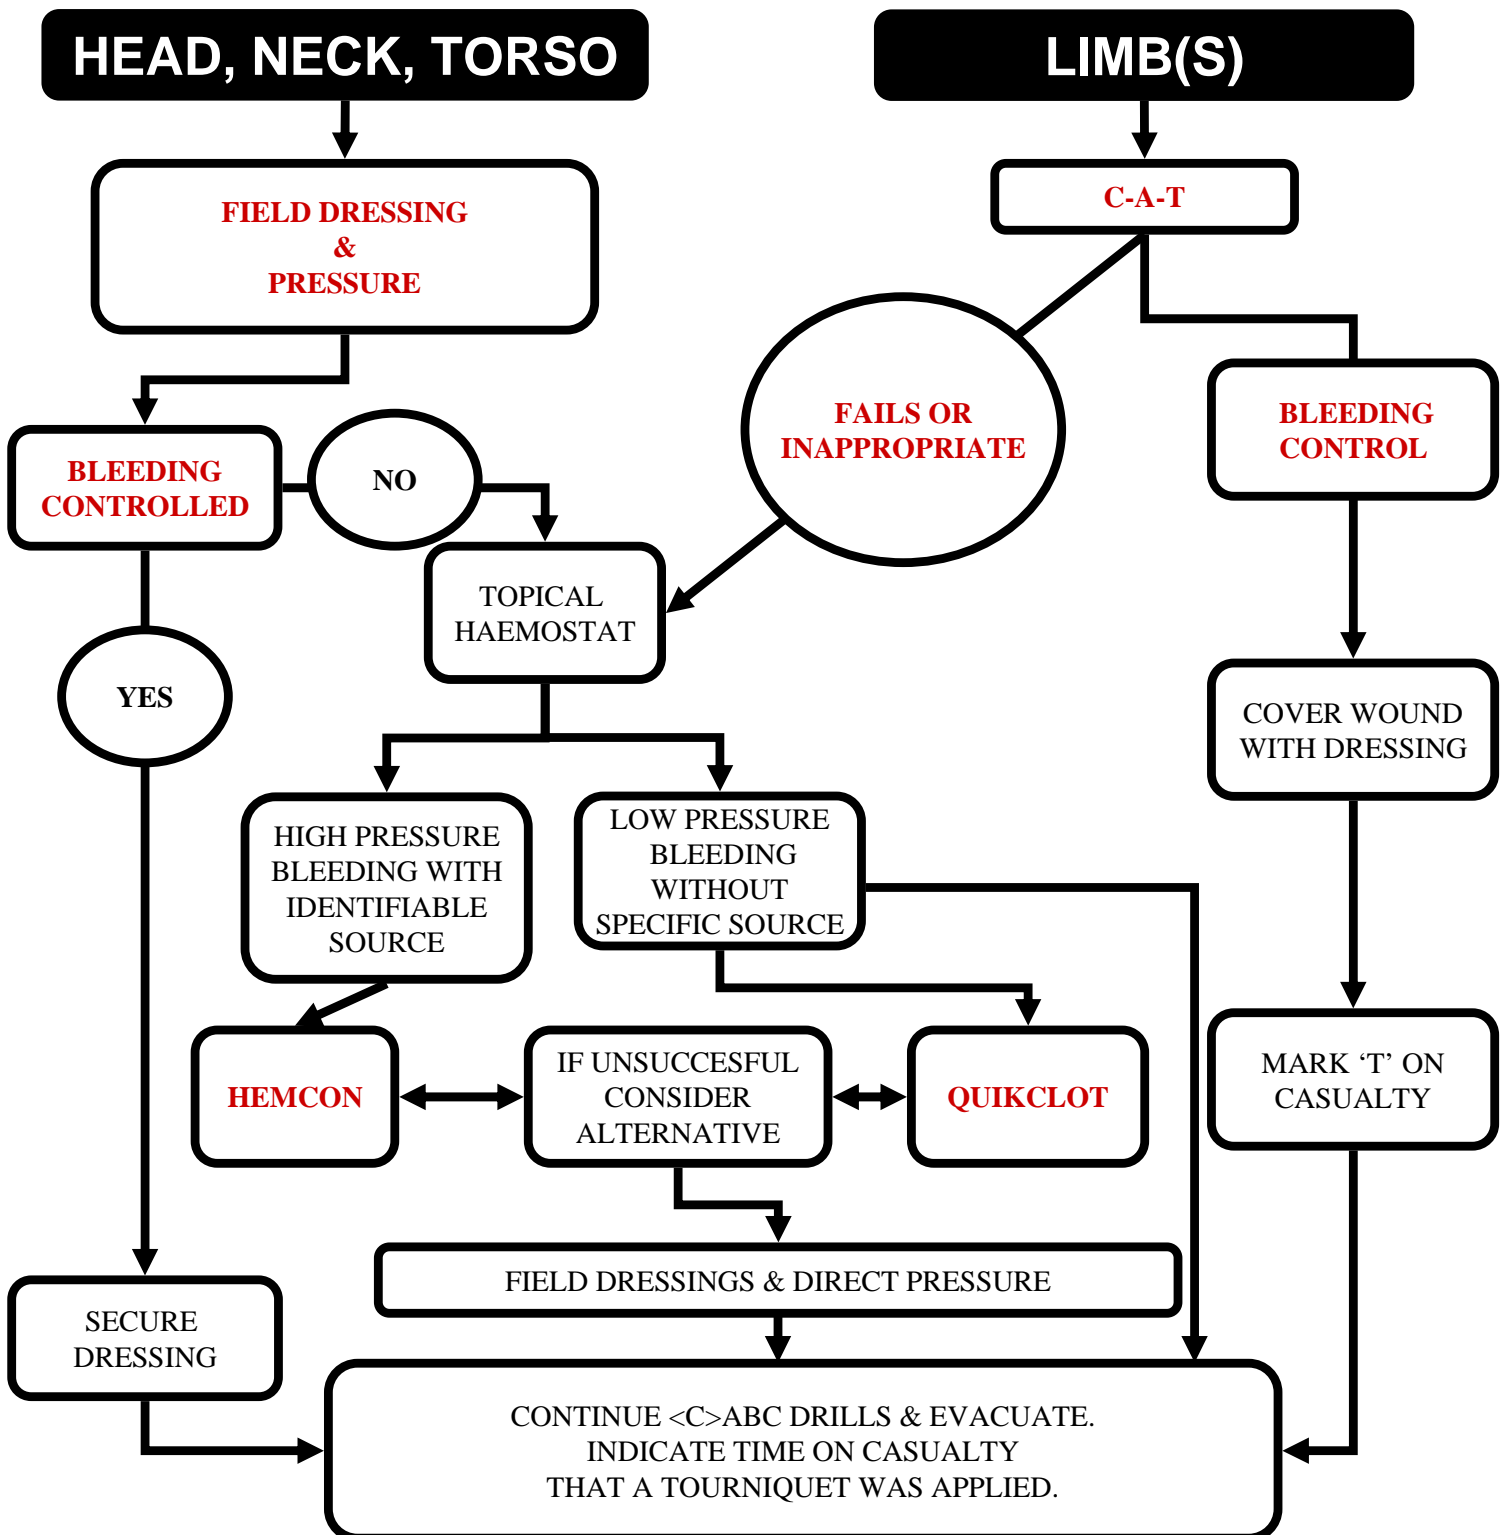 HEAD, NECK, TORSO
LIMB(S)
FIELD DRESSING
&
PRESSURE
C-A-T
BLEEDING
CONTROLLED
NO
FAILS OR
INAPPROPRIATE
BLEEDING
CONTROL
TOPICAL
HAEMOSTAT
YES
COVER WOUND
WITH DRESSING
HIGH PRESSURE
BLEEDING WITH
IDENTIFIABLE
SOURCE
LOW PRESSURE
BLEEDING
WITHOUT
SPECIFIC SOURCE
HEMCON
IF UNSUCCESFUL
CONSIDER
ALTERNATIVE
QUIKCLOT
MARK ‘T’ ON
CASUALTY
FIELD DRESSINGS & DIRECT PRESSURE
SECURE
DRESSING
CONTINUE <C>ABC DRILLS & EVACUATE.
INDICATE TIME ON CASUALTY
THAT A TOURNIQUET WAS APPLIED.